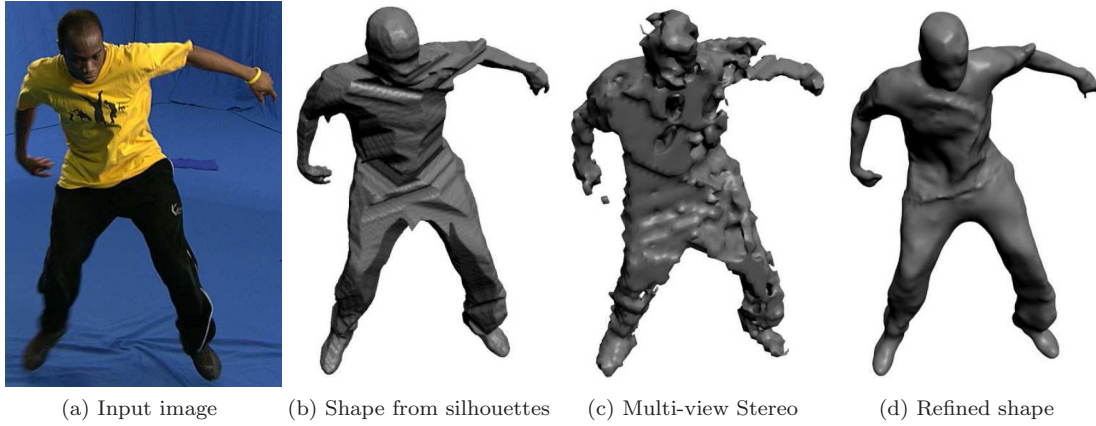 (a) Input image
(b) Shape from silhouettes
(c) Multi-view Stereo
(d) Refined shape